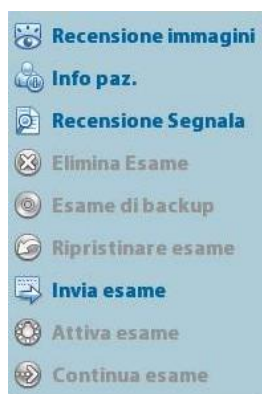 Recensione immagini
Info paz.
Recensione Segnala
Elimina Esame
Esame di backup
Ripristinare esame
Invia esame
Attiva esame
Continua esame